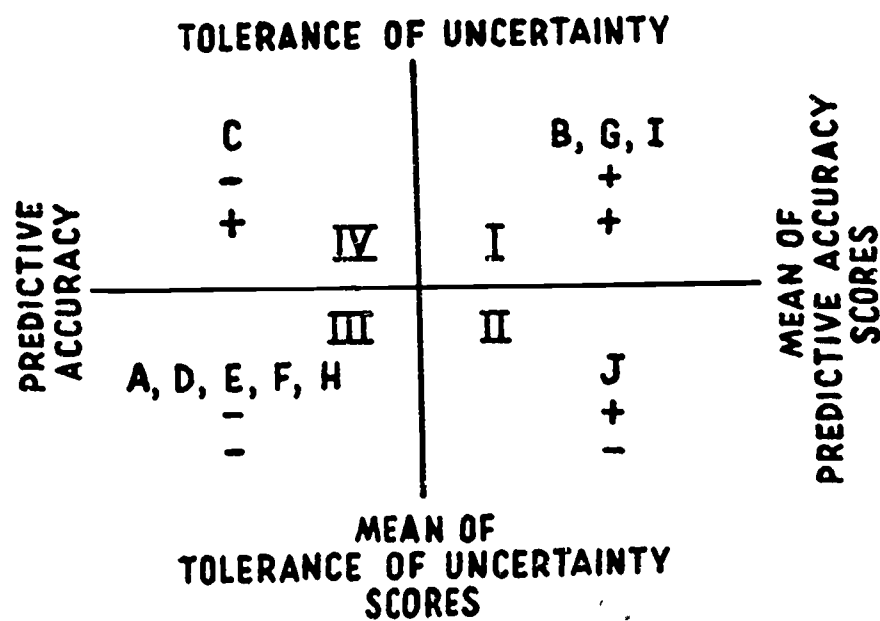 TOLERANCE OF UNCERTAINTY
C
-
+
B, G, I
+
+
PREDICTIVE
ACCURACY
IV
I
MEAN OF
PREDICTIVE ACCURACY
SCORES
III
II
A, D, E, F, H
-
-
J
+
-
MEAN OF
TOLERANCE OF UNCERTAINTY
SCORES